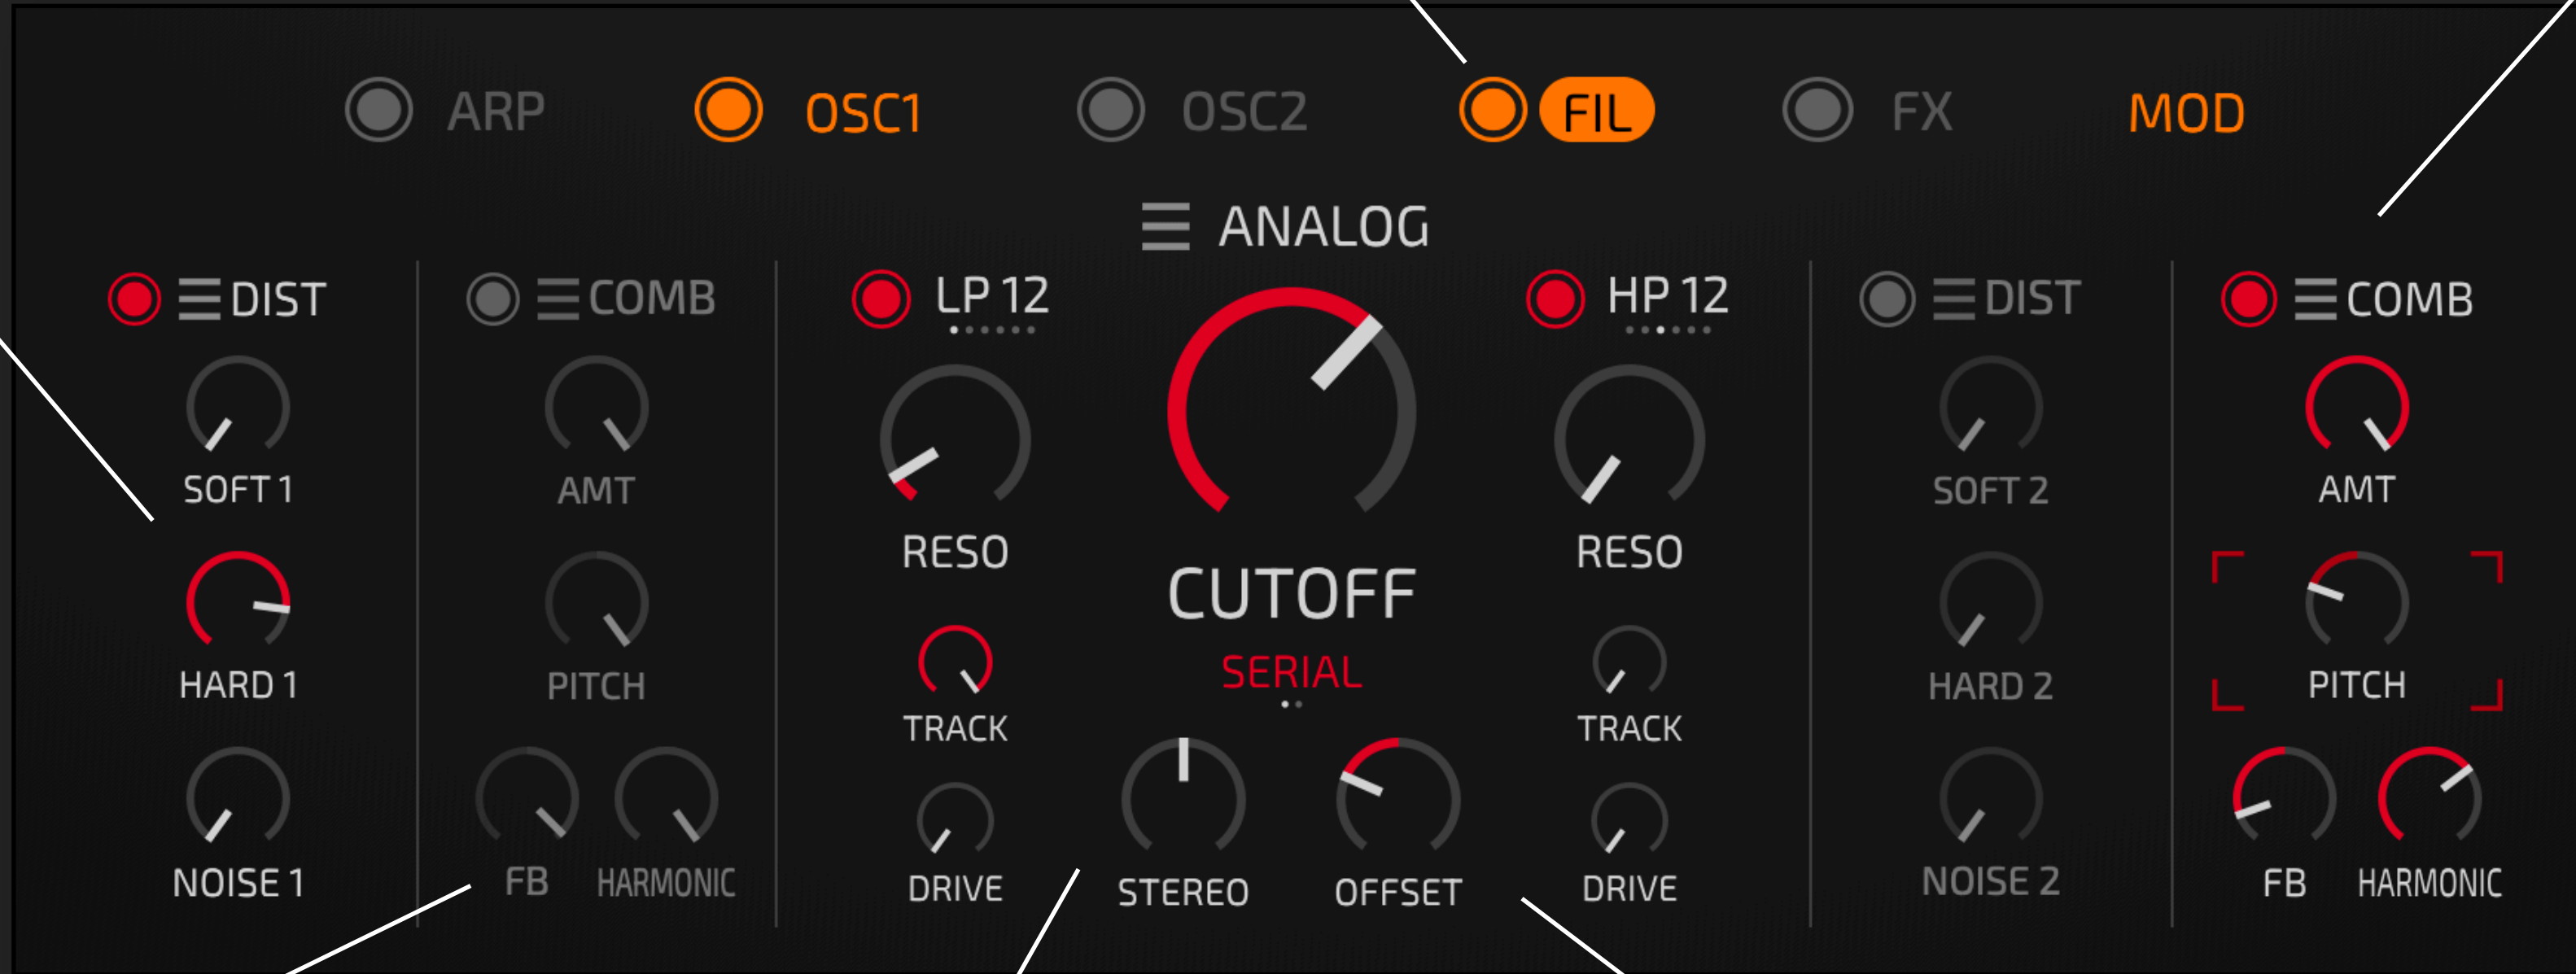 ARP OSC1 OSC2 FIL FX MOD
ANALOG
DIST COMB LP 12 HP 12 DIST COMB
SOFT 1 AMT SOFT 2 AMT
RESO RESO
CUTOFF
HARD 1 PITCH SERIAL HARD 2 PITCH
TRACK TRACK
NOISE 1 FB HARMONIC DRIVE STEREO OFFSET DRIVE NOISE 2 FB HARMONIC